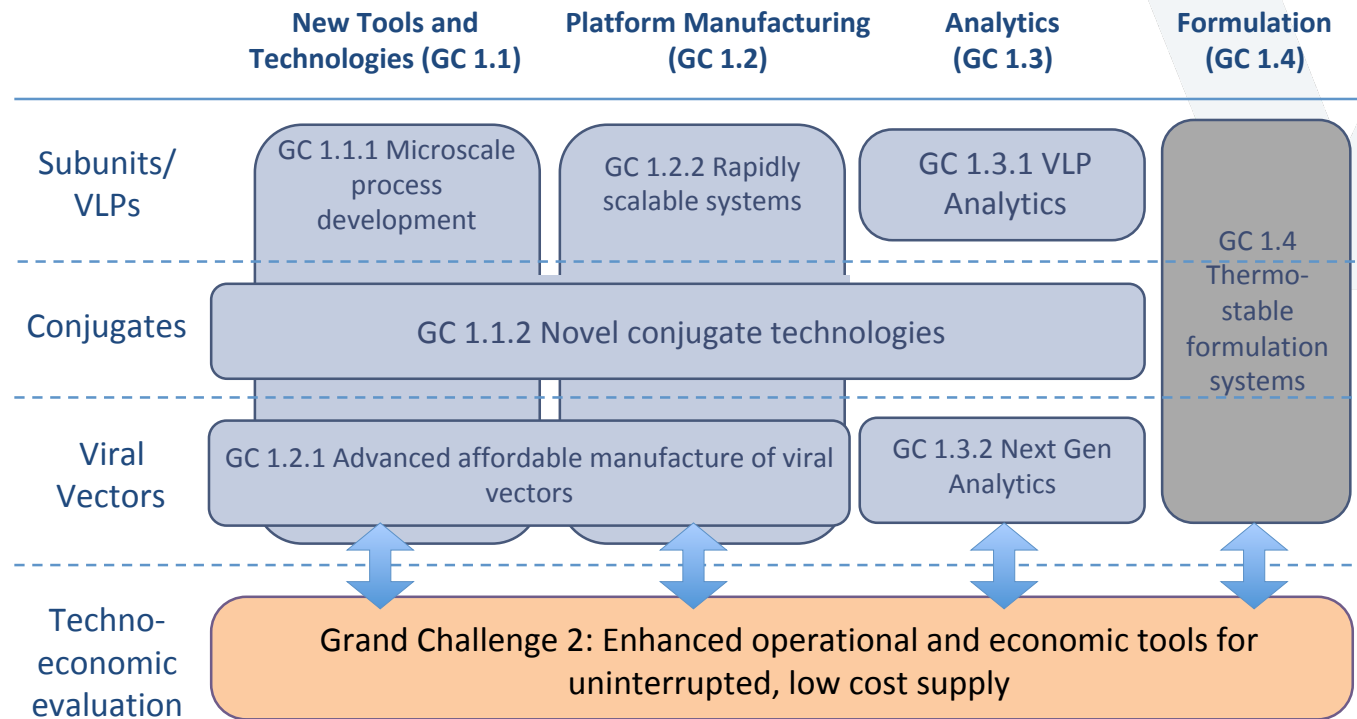 New Tools and
Technologies (GC 1.1)
Platform Manufacturing
(GC 1.2)
Analytics
(GC 1.3)
Formulation
(GC 1.4)
Subunits/
VLPs
GC 1.1.1 Microscale
process
development
GC 1.2.2 Rapidly
scalable systems
GC 1.3.1 VLP
Analytics
GC 1.4
Thermo-
stable
formulation
systems
Conjugates
GC 1.1.2 Novel conjugate technologies
Viral
Vectors
GC 1.2.1 Advanced affordable manufacture of viral
vectors
GC 1.3.2 Next Gen
Analytics
Techno-
economic
evaluation
Grand Challenge 2: Enhanced operational and economic tools for
uninterrupted, low cost supply